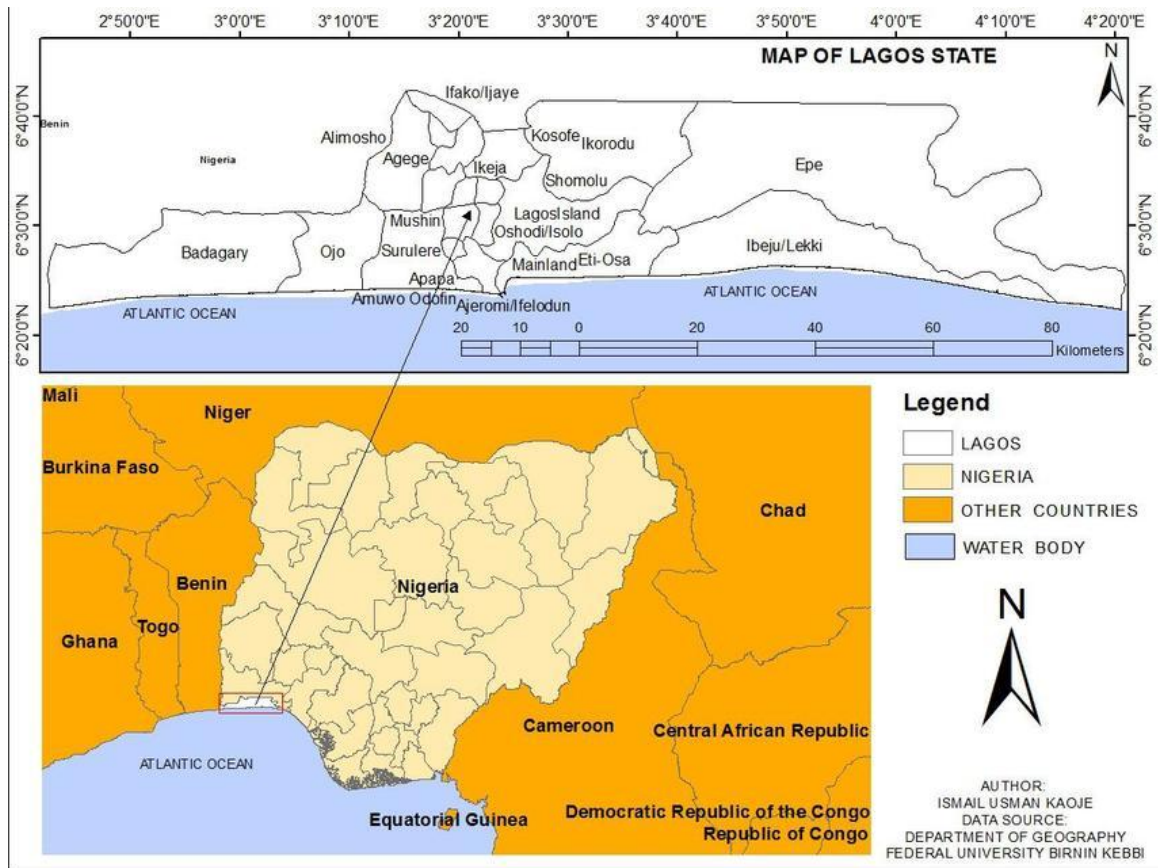 2°50'0"E 3°00'0"E 3°10'0"E 3°20'0"E 3°30'0"E 3°40'0"E 3°50'0"E 4°00'0"E 4°10'0"E 4°20'0"E
MAP OF LAGOS STATE
N
6°40'0"N
6°30'0"N
6°20'0"N
6°40'0"N
6°30'0"N
6°20'0"N
Benin
Nigeria
Ifako/Ijaye
Alimosho
Kosofe
Ikorodu
Agege
Ikeja
Epe
Shomolu
Mushin
LagosIsland
Oshodi/Isolo
Badagary
Ojo
Surulere
Ibeju/Lekki
Mainland
Eti-Osa
Apapa
Amuwo Odofin
Ajeromi/Ifelodun
ATLANTIC OCEAN
ATLANTIC OCEAN
20 10 0 20 40 60 80
Kilometers
Mali
Niger
Burkina Faso
Chad
Benin
Nigeria
Togo
Ghana
Cameroon
Central African Republic
ATLANTIC OCEAN
Equatorial Guinea
Democratic Republic of the Congo
Republic of Congo
Legend
LAGOS
NIGERIA
OTHER COUNTRIES
WATER BODY
N
AUTHOR:
ISMAIL USMAN KAOJE
DATA SOURCE:
DEPARTMENT OF GEOGRAPHY
FEDERAL UNIVERSITY BIRNIN KEBBI